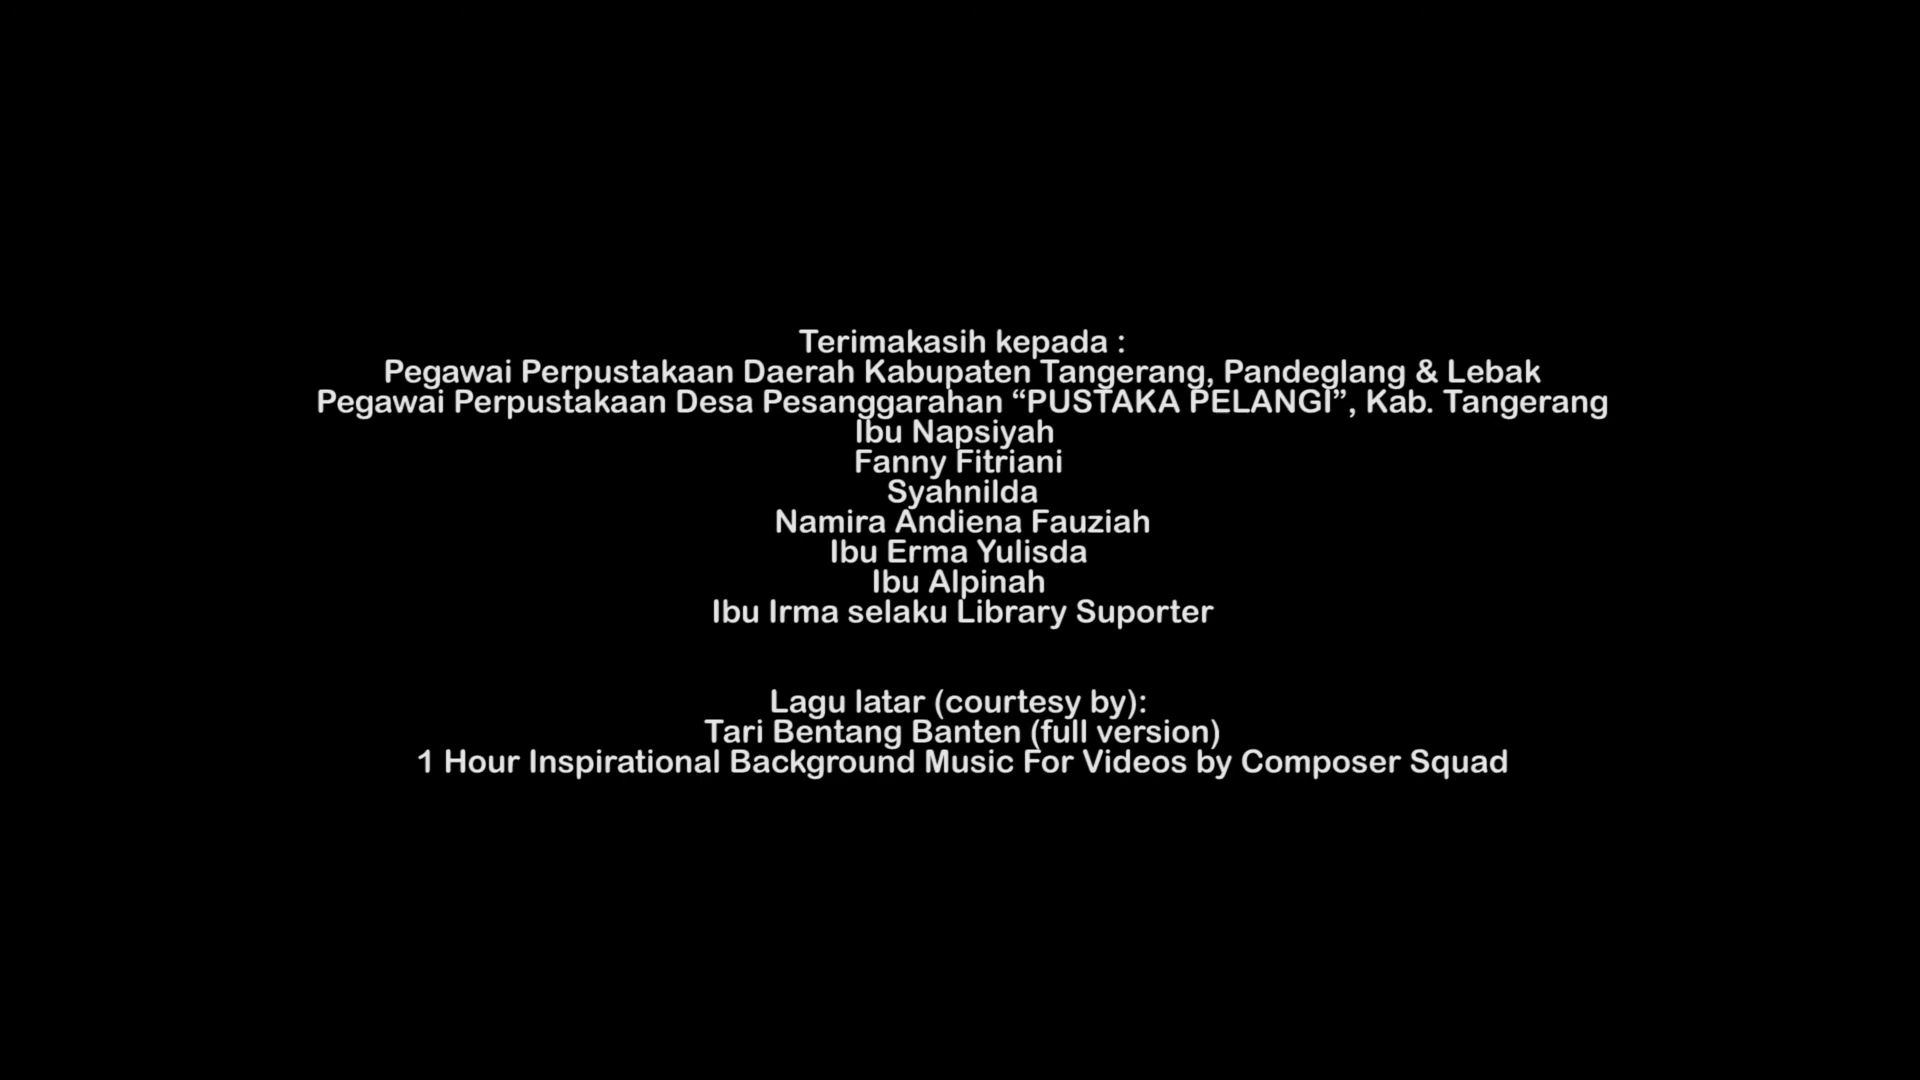 Terimakasih kepada :
Pegawai Perpustakaan Daerah Kabupaten Tangerang, Pandeglang & Lebak
Pegawai Perpustakaan Desa Pesanggarahan “PUSTAKA PELANGI”, Kab. Tangerang
Ibu Napsiyah
Fanny Fitriani
Syahnilda
Namira Andiena Fauziah
Ibu Erma Yulisda
Ibu Alpinah
Ibu Irma selaku Library Suporter
Lagu latar (courtesy by):
Tari Bentang Banten (full version)
1 Hour Inspirational Background Music For Videos by Composer Squad